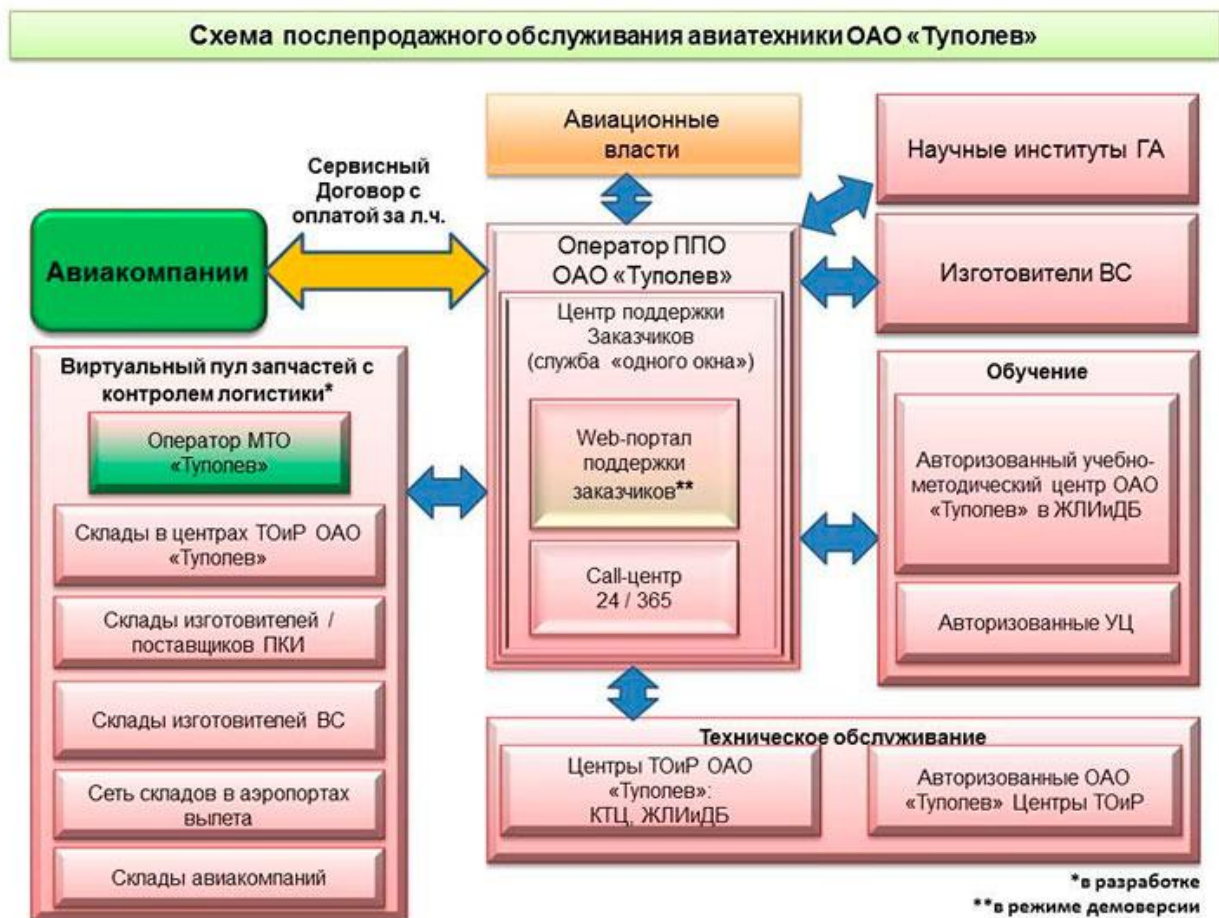 Схема послепродажного обслуживания авиатехники ОАО «Туполев»
Авиационные
власти
Научные институты ГА
Сервисный
Договор с
оплатой за л.ч.
Авиакомпании
Оператор ППО
ОАО «Туполев»
Изготовители ВС
Центр поддержки
Заказчиков
(служба «одного окна»)
Web-портал
поддержки
заказчиков**
Call-центр
24 / 365
Виртуальный пул запчастей с
контролем логистики*
Оператор МТО
«Туполев»
Склады в центрах ТОиР ОАО
«Туполев»
Склады изготовителей /
поставщиков ПКИ
Склады изготовителей ВС
Сеть складов в аэропортах
вылета
Склады авиакомпаний
Обучение
Авторизованный учебно-
методический центр ОАО
«Туполев» в ЖЛИиДБ
Авторизованные УЦ
Техническое обслуживание
Центры ТОиР ОАО
«Туполев»:
КТЦ, ЖЛИиДБ
Авторизованные ОАО
«Туполев» Центры ТОиР
*в разработке
**в режиме демоверсии